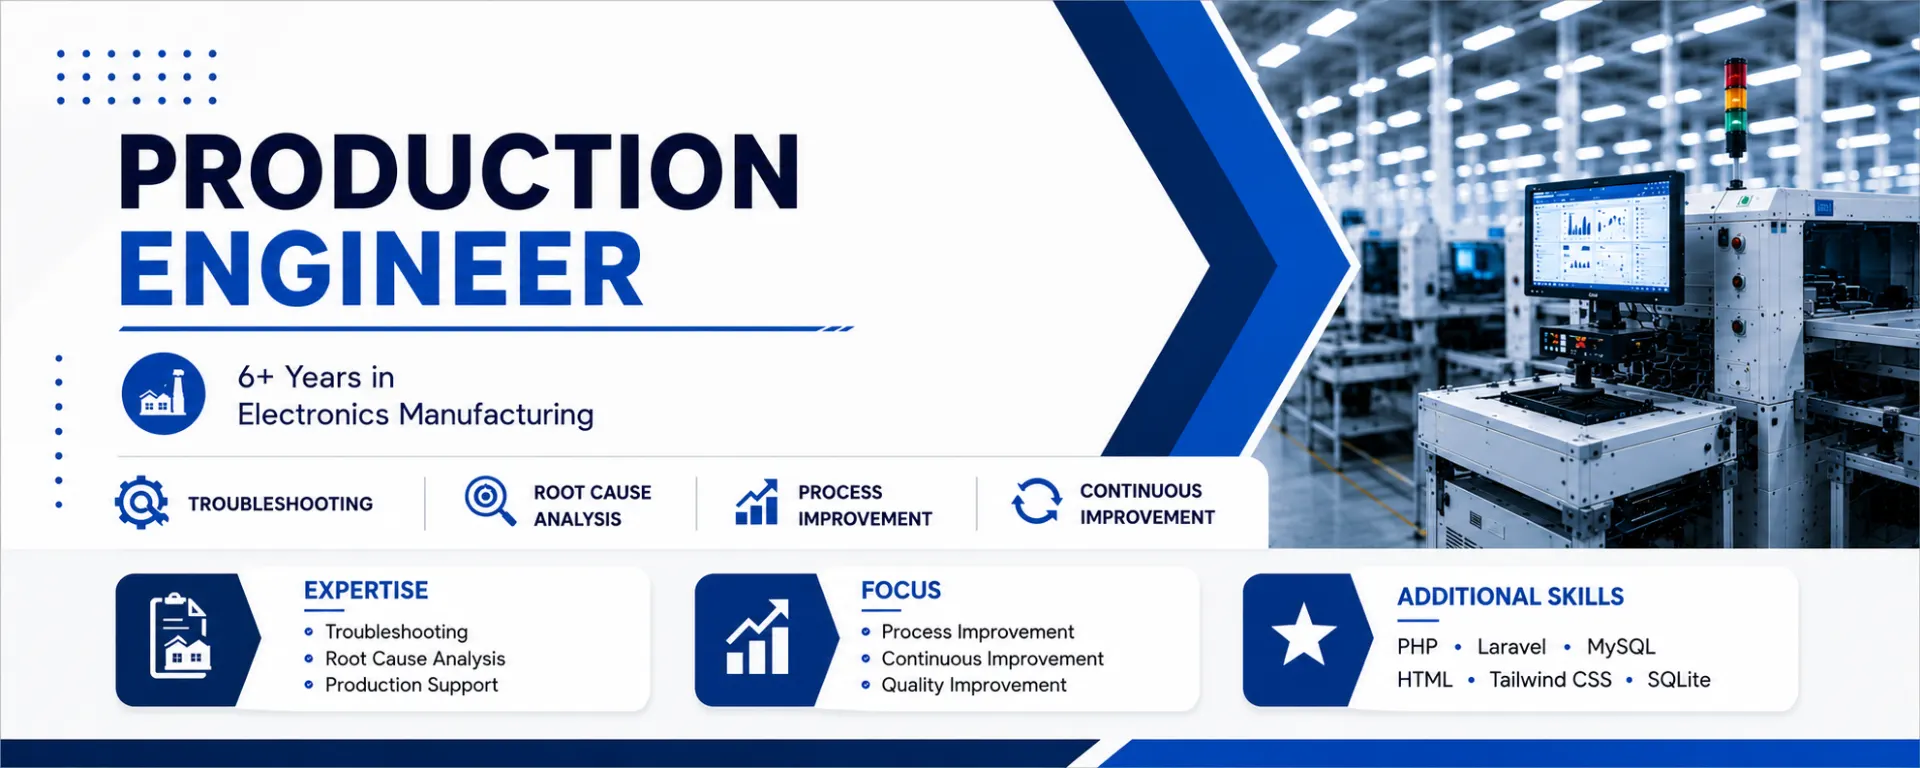 PRODUCTION
ENGINEER
6+ Years in
Electronics Manufacturing
TROUBLESHOOTING
ROOT CAUSE
ANALYSIS
PROCESS
IMPROVEMENT
CONTINUOUS
IMPROVEMENT
EXPERTISE
Troubleshooting
Root Cause Analysis
Production Support
FOCUS
Process Improvement
Continuous Improvement
Quality Improvement
ADDITIONAL SKILLS
PHP • Laravel • MySQL
HTML • Tailwind CSS • SQLite